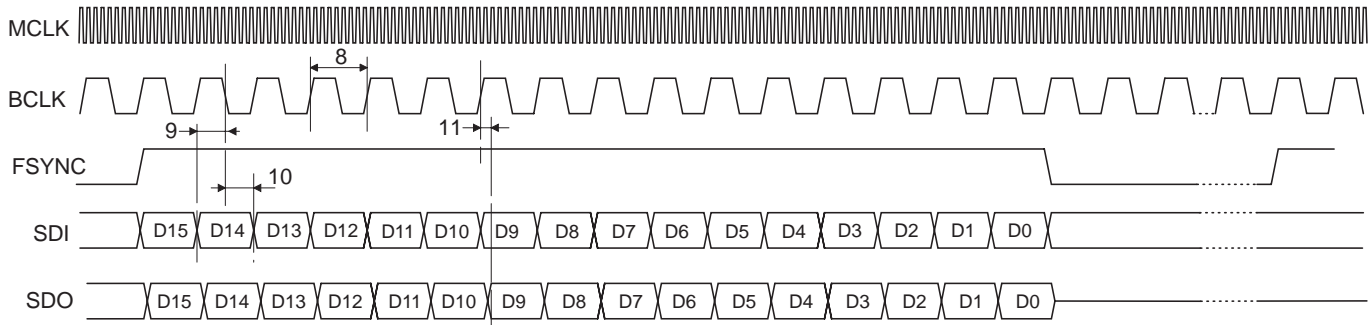 MCLK
8
BCLK
9
11
FSYNC
10
SDI D15 D14 D13 D12 D11 D10 D9 D8 D7 D6 D5 D4 D3 D2 D1 D0
SDO D15 D14 D13 D12 D11 D10 D9 D8 D7 D6 D5 D4 D3 D2 D1 D0